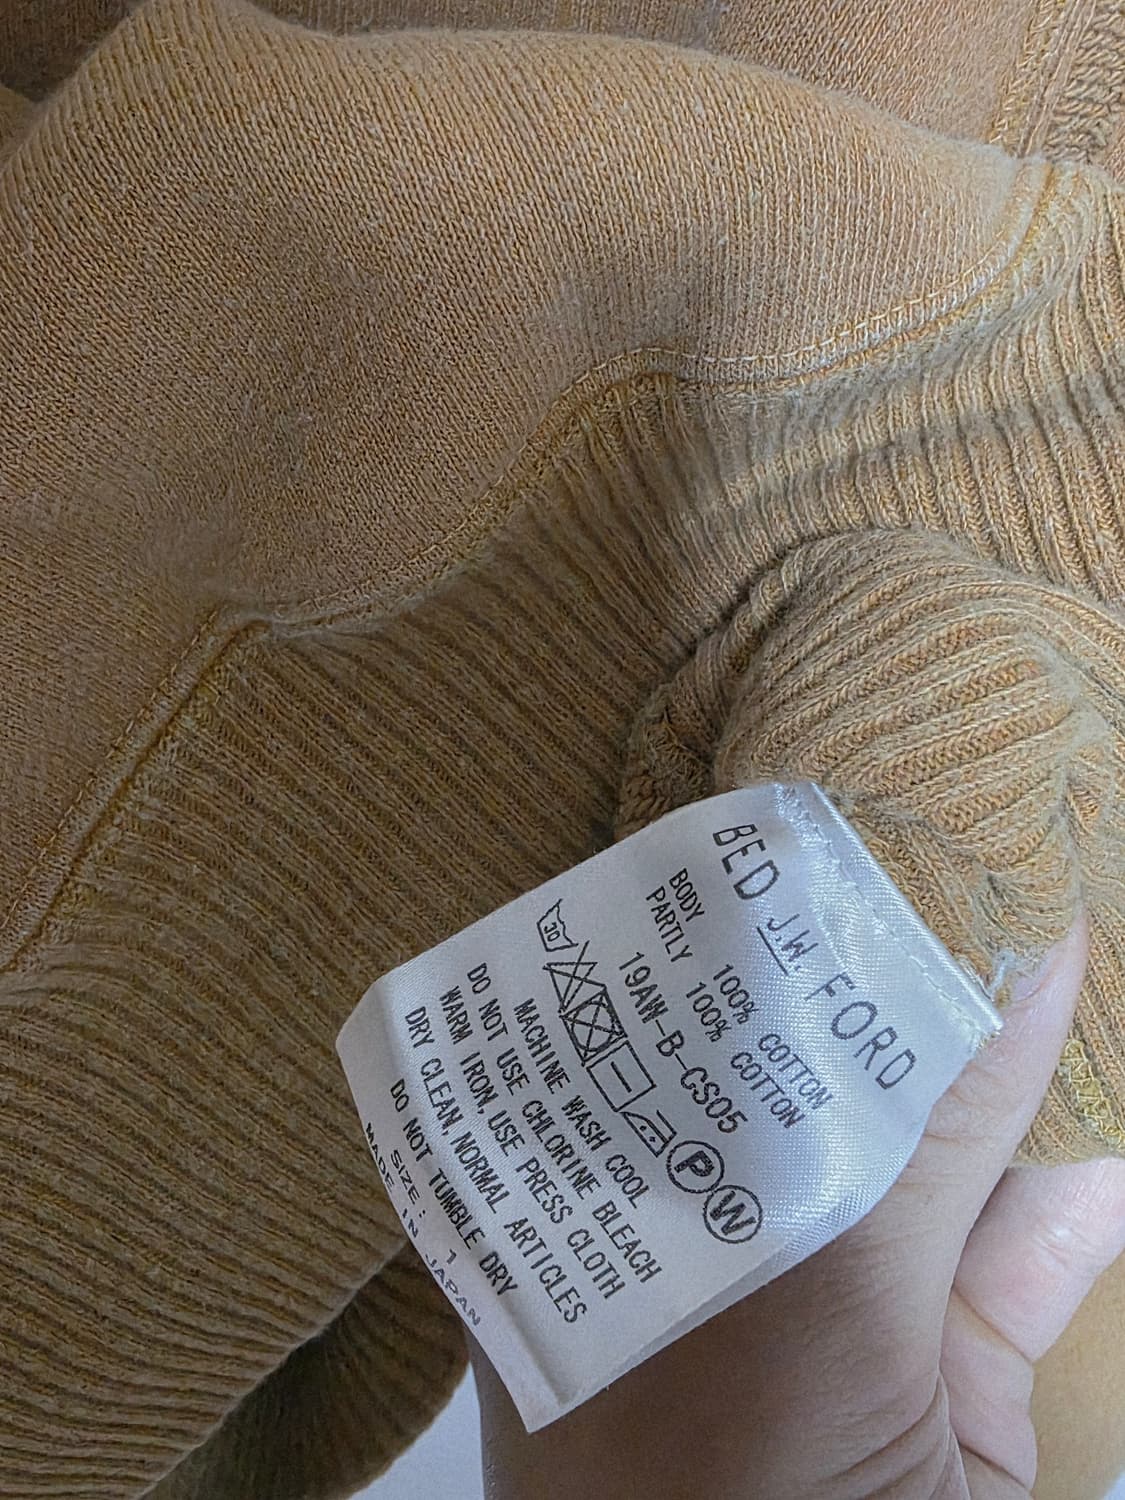 BED J.W. FORD
BODY 100% COTTON
PARTLY 100% COTTON
19AW-B-CS05
30
P W
MACHINE WASH COOL
DO NOT USE CHLORINE BLEACH
WARM IRON, USE PRESS CLOTH
DRY CLEAN, NORMAL ARTICLES
DO NOT TUMBLE DRY
SIZE : 1
MADE IN JAPAN